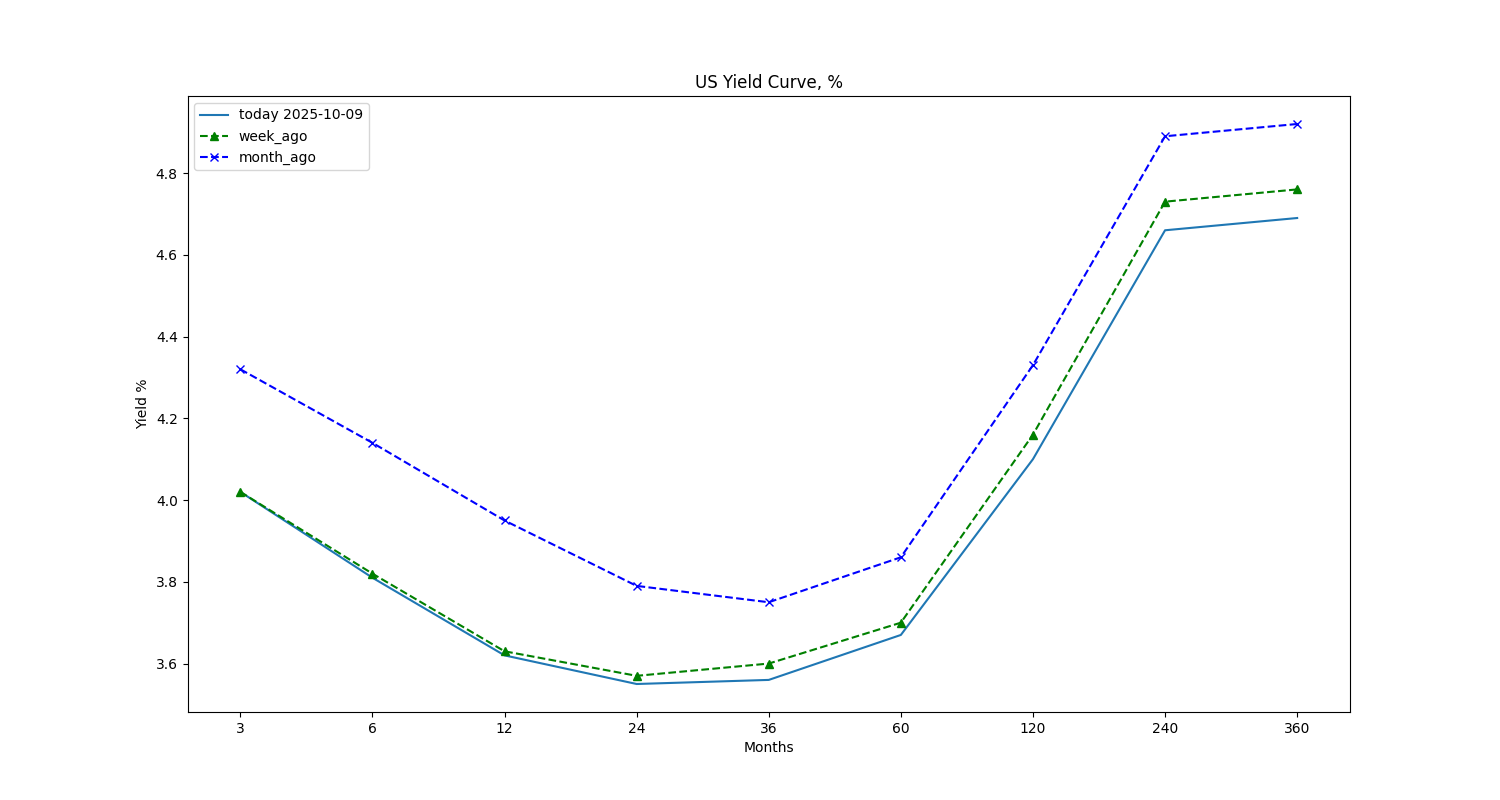 US Yield Curve, %
today 2025-10-09
week_ago
month_ago
4.8
4.6
4.4
4.2
4.0
3.8
3.6
Yield %
3 6 12 24 36 60 120 240 360
Months